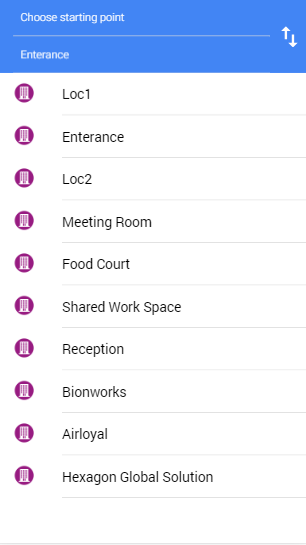 Choose starting point
Enterance
Loc1
Enterance
Loc2
Meeting Room
Food Court
Shared Work Space
Reception
Bionworks
Airloyal
Hexagon Global Solution